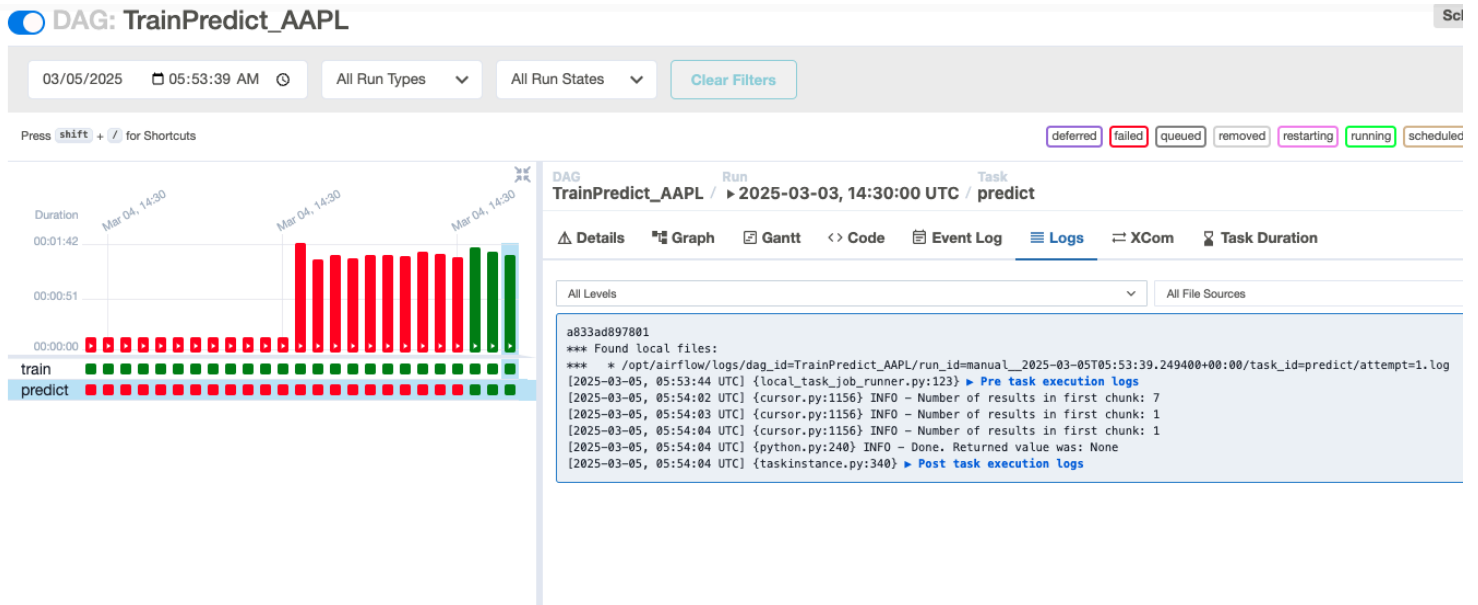 DAG: TrainPredict_AAPL
Sc
03/05/2025 05:53:39 AM
All Run Types
All Run States
Clear Filters
Press shift + / for Shortcuts
deferred failed queued removed restarting running scheduled
Duration
Mar 04, 14:30
Mar 04, 14:30
Mar 04, 14:30
00:01:42
00:00:51
00:00:00
train
predict
DAG Run Task
TrainPredict_AAPL / 2025-03-03, 14:30:00 UTC / predict
Details Graph Gantt <> Code Event Log Logs XCom Task Duration
All Levels All File Sources
a833ad897801
*** Found local files:
*** * /opt/airflow/logs/dag_id=TrainPredict_AAPL/run_id=manual__2025-03-05T05:53:39.249400+00:00/task_id=predict/attempt=1.log
[2025-03-05, 05:53:44 UTC] {local_task_job_runner.py:123} ▶ Pre task execution logs
[2025-03-05, 05:54:02 UTC] {cursor.py:1156} INFO - Number of results in first chunk: 7
[2025-03-05, 05:54:03 UTC] {cursor.py:1156} INFO - Number of results in first chunk: 1
[2025-03-05, 05:54:04 UTC] {cursor.py:1156} INFO - Number of results in first chunk: 1
[2025-03-05, 05:54:04 UTC] {python.py:240} INFO - Done. Returned value was: None
[2025-03-05, 05:54:04 UTC] {taskinstance.py:340} ▶ Post task execution logs